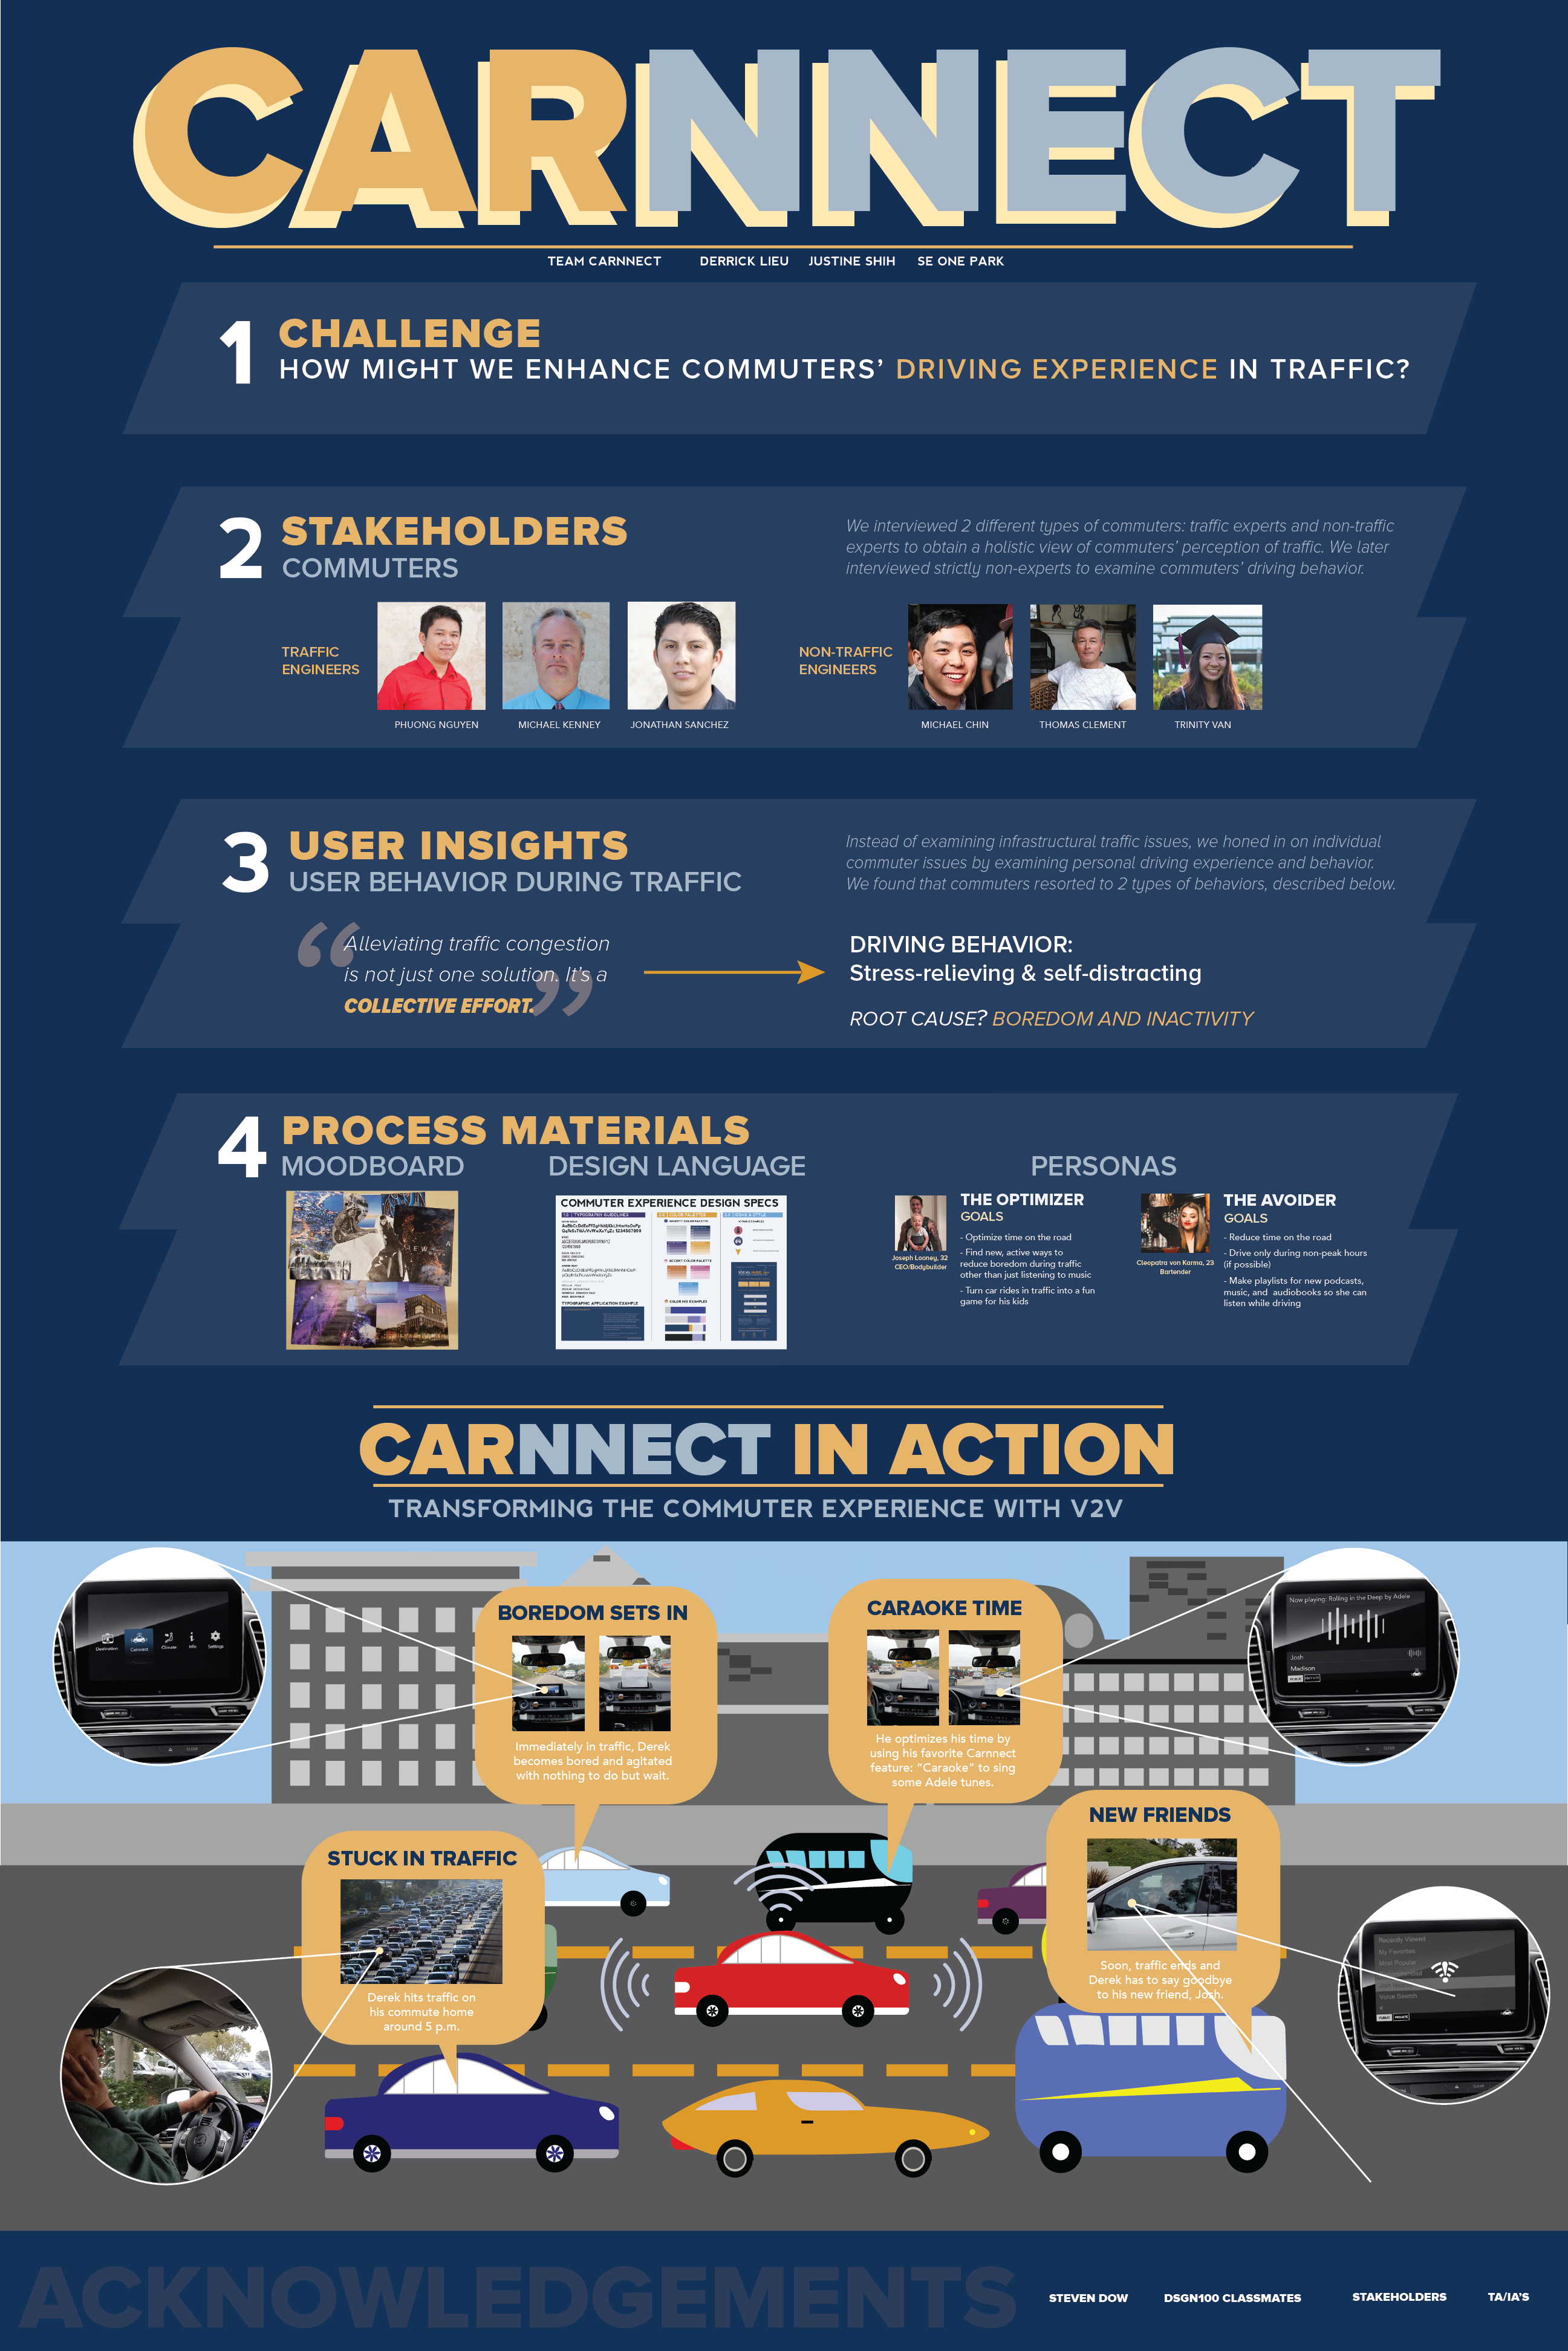 CARNNECT
TEAM CARNNECT DERRICK LIEU JUSTINE SHIH SE ONE PARK
1 CHALLENGE
HOW MIGHT WE ENHANCE COMMUTERS’ DRIVING EXPERIENCE IN TRAFFIC?
2 STAKEHOLDERS
COMMUTERS
We interviewed 2 different types of commuters: traffic experts and non-traffic
experts to obtain a holistic view of commuters’ perception of traffic. We later
interviewed strictly non-experts to examine commuters’ driving behavior.
TRAFFIC
ENGINEERS
PHUONG NGUYEN MICHAEL KENNEY JONATHAN SANCHEZ
NON-TRAFFIC
ENGINEERS
MICHAEL CHIN THOMAS CLEMENT TRINITY VAN
3 USER INSIGHTS
USER BEHAVIOR DURING TRAFFIC
Instead of examining infrastructural traffic issues, we honed in on individual
commuter issues by examining personal driving experience and behavior.
We found that commuters resorted to 2 types of behaviors, described below.
“Alleviating traffic congestion
is not just one solution. It’s a
COLLECTIVE EFFORT.”
DRIVING BEHAVIOR:
Stress-relieving & self-distracting
ROOT CAUSE? BOREDOM AND INACTIVITY
4 PROCESS MATERIALS
MOODBOARD DESIGN LANGUAGE PERSONAS
COMMUTER EXPERIENCE DESIGN SPECS
TYPOGRAPHIC APPLICATION EXAMPLE
Joseph Looney, 32
CEO/Bodybuilder
THE OPTIMIZER
GOALS
- Optimize time on the road
- Find new, active ways to
reduce boredom during traffic
other than just listening to music
- Turn car rides in traffic into a fun
game for his kids
Cleopatra von Karma, 23
Bartender
THE AVOIDER
GOALS
- Reduce time on the road
- Drive only during non-peak hours
(if possible)
- Make playlists for new podcasts,
music, and audiobooks so she can
listen while driving
CARNNECT IN ACTION
TRANSFORMING THE COMMUTER EXPERIENCE WITH V2V
Destination Carnnect Climate Info Settings
BOREDOM SETS IN
Immediately in traffic, Derek
becomes bored and agitated
with nothing to do but wait.
CARAOKE TIME
He optimizes his time by
using his favorite Carnnect
feature: “Caraoke” to sing
some Adele tunes.
Now playing: Rolling in the Deep by Adele
Josh
Madison
STUCK IN TRAFFIC
Derek hits traffic on
his commute home
around 5 p.m.
NEW FRIENDS
Soon, traffic ends and
Derek has to say goodbye
to his new friend, Josh.
Recently Viewed
My Favorites
Most Popular
Voice Search
ACKNOWLEDGEMENTS
STEVEN DOW DSGN100 CLASSMATES STAKEHOLDERS TA/IA’S